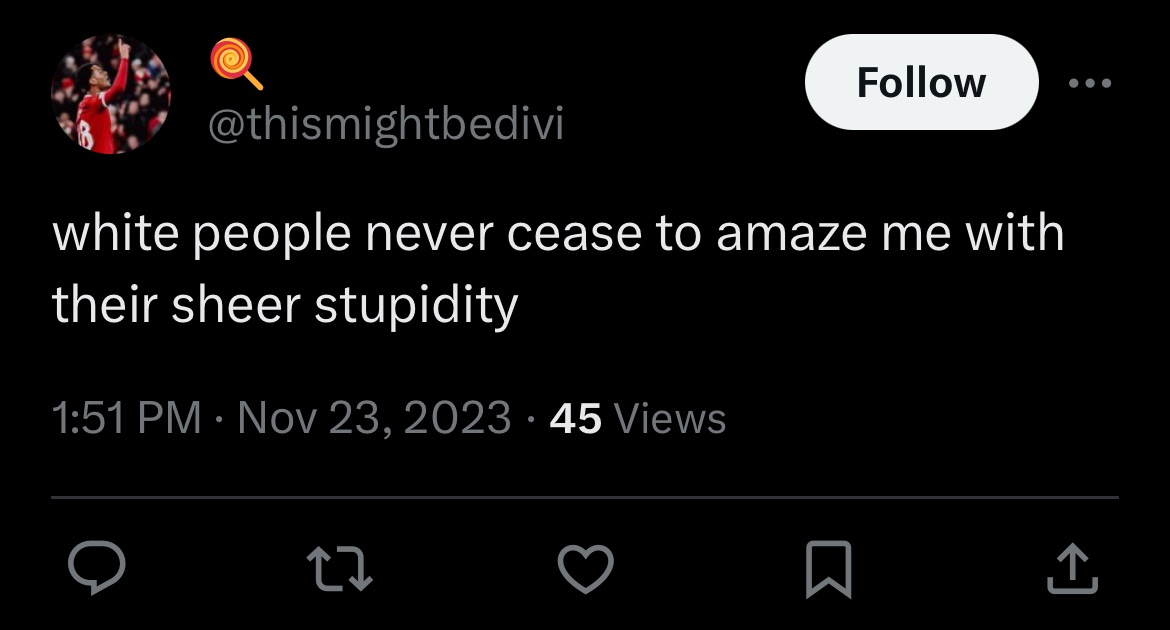 @thismightbedivi
Follow
white people never cease to amaze me with
their sheer stupidity
1:51 PM · Nov 23, 2023 · 45 Views